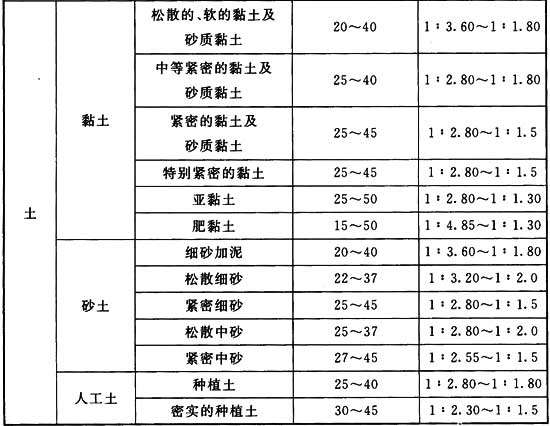 土
黏土
松散的、软的黏土及
砂质黏土
20～40
1∶3.60～1∶1.80
中等紧密的黏土及
砂质黏土
25～40
1∶2.80～1∶1.80
紧密的黏土及
砂质黏土
25～45
1∶2.80～1∶1.5
特别紧密的黏土
25～45
1∶2.80～1∶1.5
亚黏土
25～50
1∶2.80～1∶1.30
肥黏土
15～50
1∶4.85～1∶1.30
砂土
细砂加泥
20～40
1∶3.60～1∶1.80
松散细砂
22～37
1∶3.20～1∶2.0
紧密细砂
25～45
1∶2.80～1∶1.5
松散中砂
25～37
1∶2.80～1∶2.0
紧密中砂
27～45
1∶2.55～1∶1.5
人工土
种植土
25～40
1∶2.80～1∶1.80
密实的种植土
30～45
1∶2.30～1∶1.5